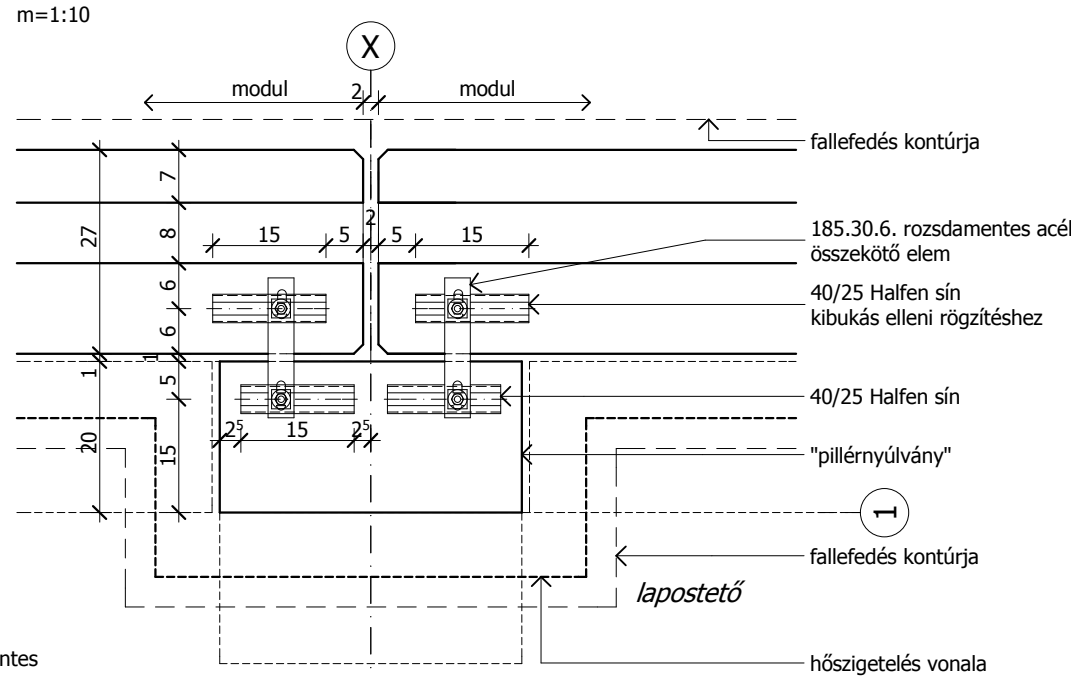 m=1:10
X
modul
2
modul
fallefedés kontúrja
7
27
8
15
5
2
5
15
185.30.6. rozsdamentes acél
összekötő elem
6
40/25 Halfen sín
kibukás elleni rögzítéshez
6
1
1
5
40/25 Halfen sín
2⁵
15
2⁵
20
15
"pillérnyúlvány"
1
fallefedés kontúrja
lapostető
ntes
hőszigetelés vonala